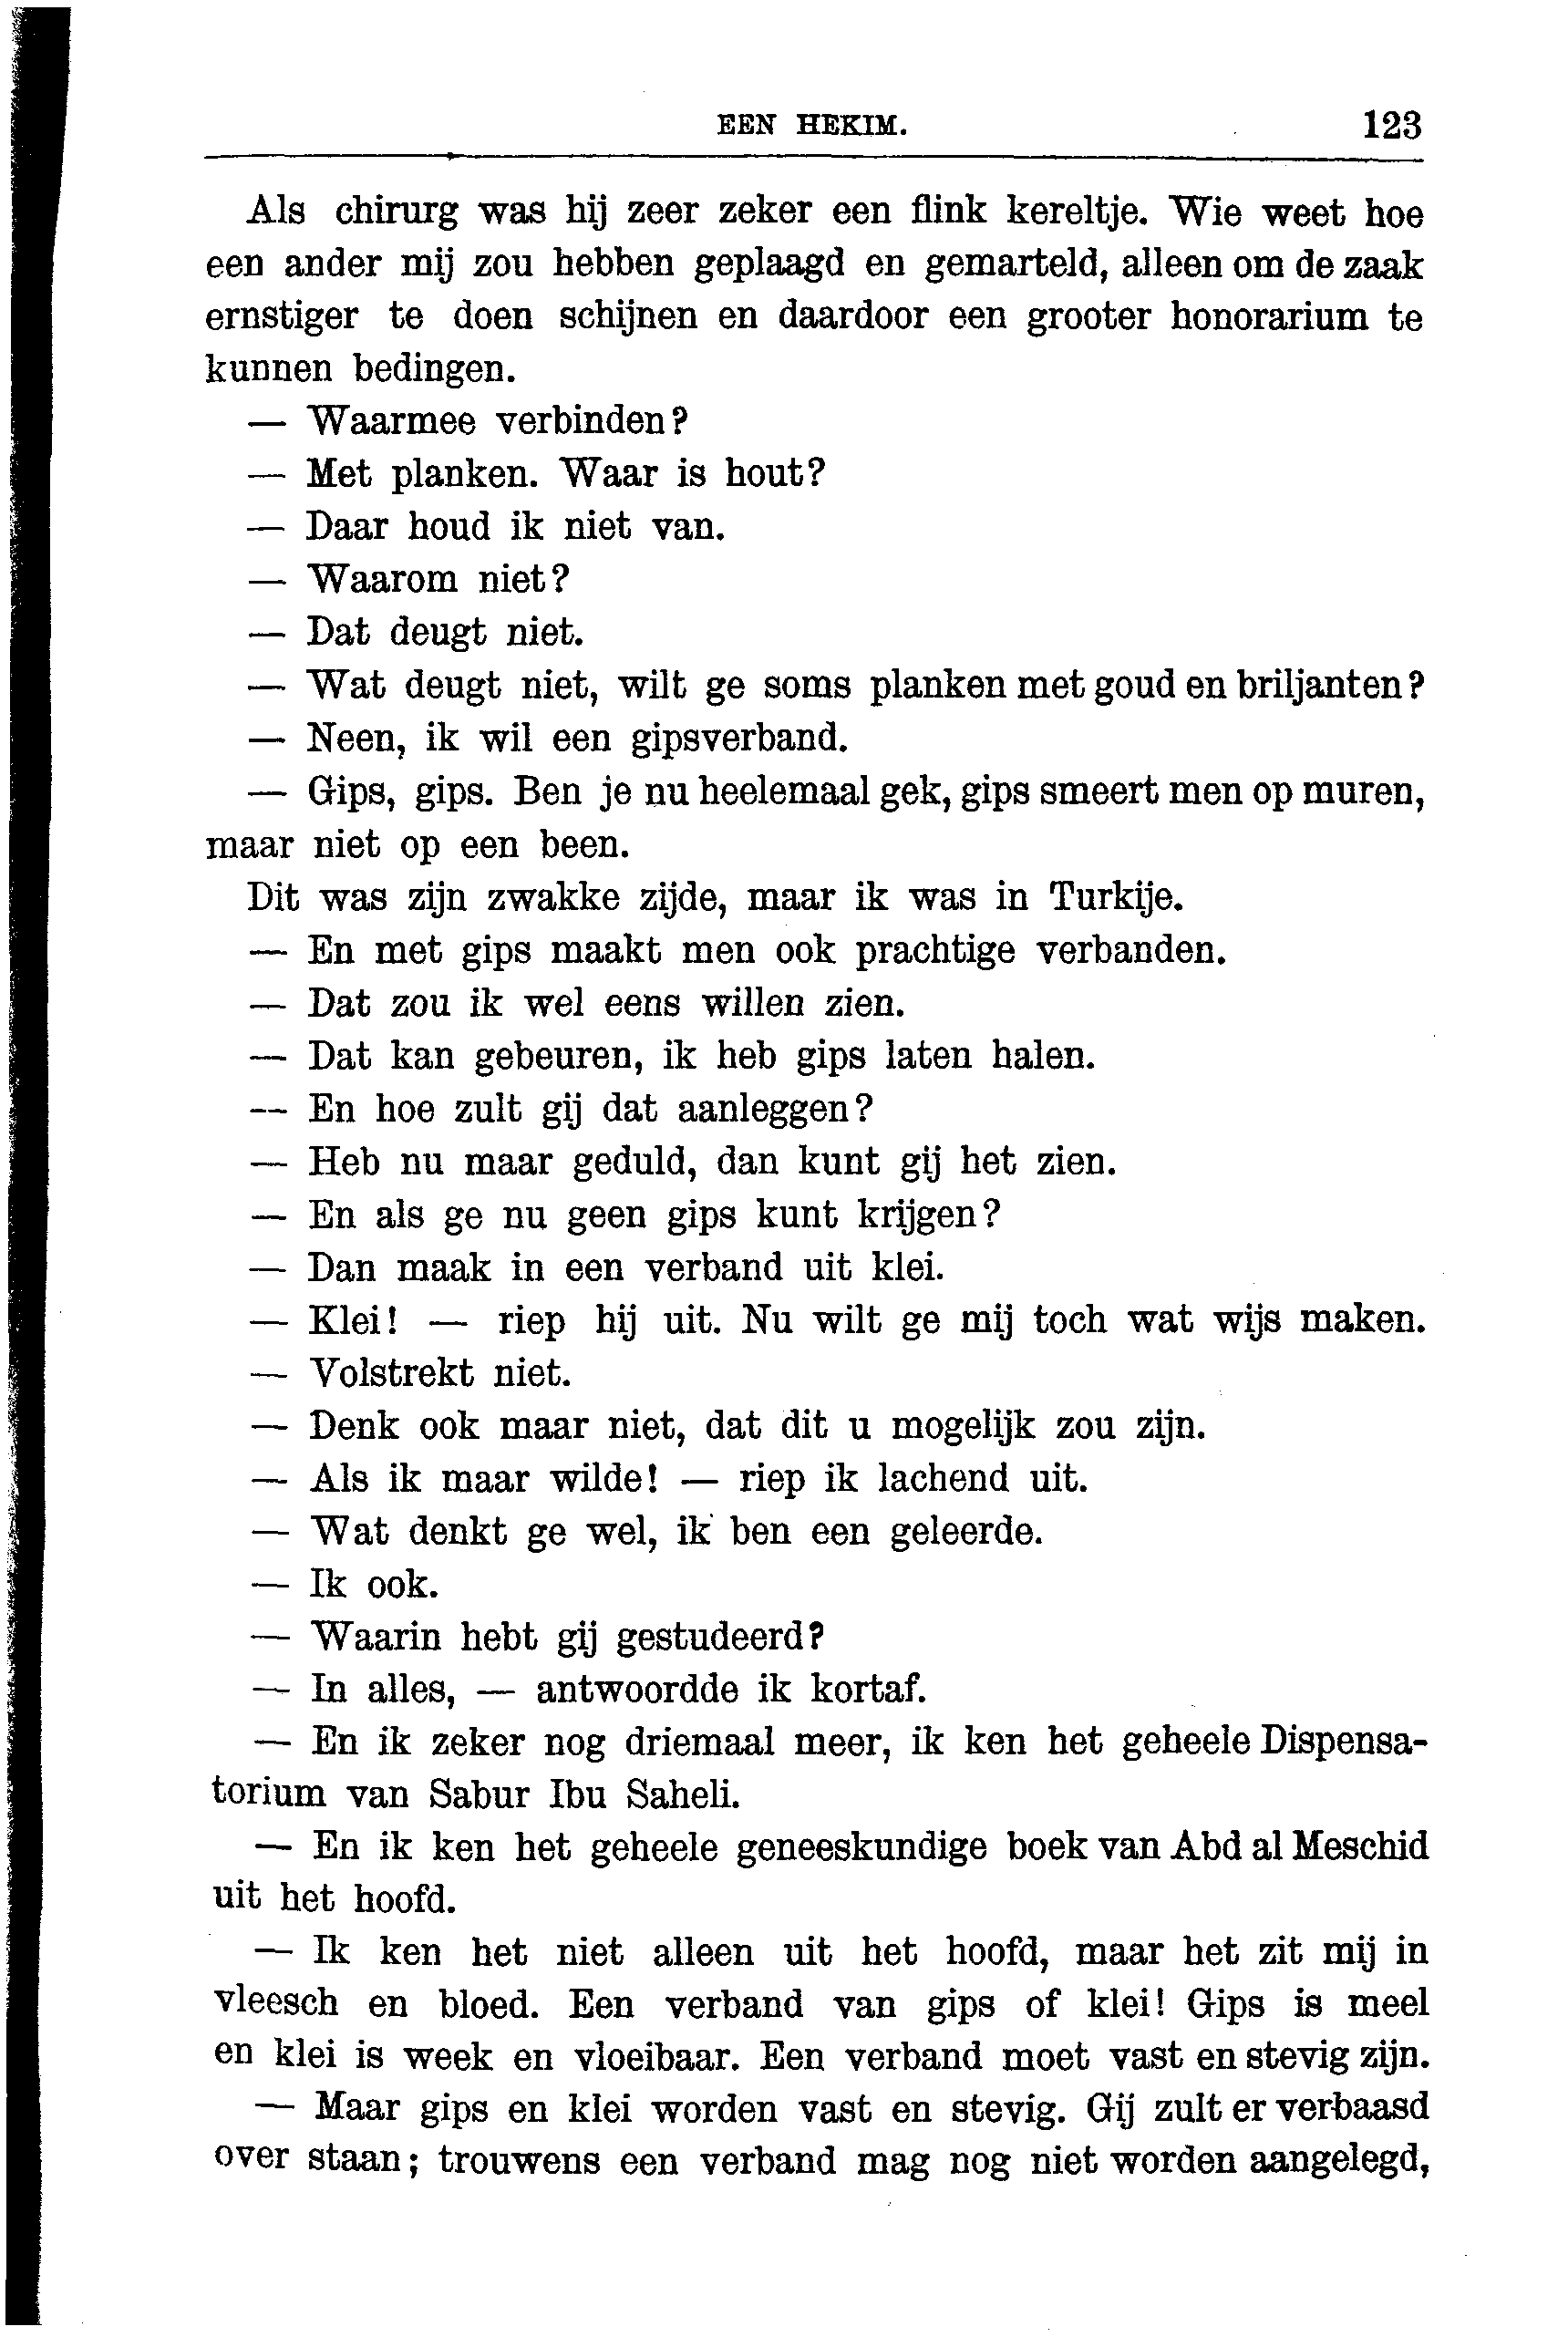 EEN HEKIM. 123
Als chirurg was hij zeer zeker een flink kereltje. Wie weet hoe
een ander mij zou hebben geplaagd en gemarteld, alleen om de zaak
ernstiger te doen schijnen en daardoor een grooter honorarium te
kunnen bedingen.
— Waarmee verbinden?
— Met planken. Waar is hout?
— Daar houd ik niet van.
— Waarom niet?
— Dat deugt niet.
— Wat deugt niet, wilt ge soms planken met goud en briljanten?
— Neen, ik wil een gipsverband.
— Gips, gips. Ben je nu heelemaal gek, gips smeert men op muren,
maar niet op een been.
Dit was zijn zwakke zijde, maar ik was in Turkije.
— En met gips maakt men ook prachtige verbanden.
— Dat zou ik wel eens willen zien.
— Dat kan gebeuren, ik heb gips laten halen.
— En hoe zult gij dat aanleggen?
— Heb nu maar geduld, dan kunt gij het zien.
— En als ge nu geen gips kunt krijgen?
— Dan maak in een verband uit klei.
— Klei! — riep hij uit. Nu wilt ge mij toch wat wijs maken.
— Volstrekt niet.
— Denk ook maar niet, dat dit u mogelijk zou zijn.
— Als ik maar wilde! — riep ik lachend uit.
— Wat denkt ge wel, ik ben een geleerde.
— Ik ook.
— Waarin hebt gij gestudeerd?
— In alles, — antwoordde ik kortaf.
— En ik zeker nog driemaal meer, ik ken het geheele Dispensa-
torium van Sabur Ibu Saheli.
— En ik ken het geheele geneeskundige boek van Abd al Meschid
uit het hoofd.
— Ik ken het niet alleen uit het hoofd, maar het zit mij in
vleesch en bloed. Een verband van gips of klei! Gips is meel
en klei is week en vloeibaar. Een verband moet vast en stevig zijn.
— Maar gips en klei worden vast en stevig. Gij zult er verbaasd
over staan; trouwens een verband mag nog niet worden aangelegd,